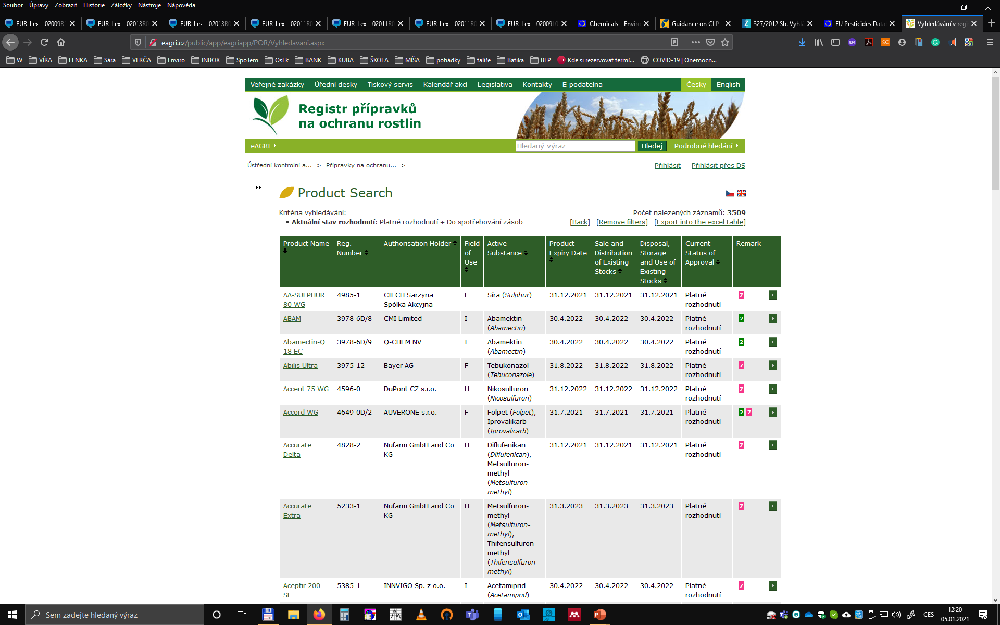 Soubor Úpravy Zobrazit Historie Záložky Nástroje Nápověda
EUR-Lex - 02009R1 EUR-Lex - 02013R0 EUR-Lex - 02013R0 EUR-Lex - 02011R0 EUR-Lex - 02011R0 EUR-Lex - 02011R0 EUR-Lex - 02009L0 Chemicals - Enviro Guidance on CLP - 327/2012 Sb. Vyhlá EU Pesticides Data Vyhledávání v regi
eagri.cz/public/app/eagriapp/POR/Vyhledavani.aspx
W VÍRA LENKA Sára VERČA Enviro INBOX SpoTem OsEk BANK KUBA ŠKOLA MÍŠA pohádky talíře Batika BLP Kde si rezervovat termí... COVID-19 | Onemocn...
Veřejné zakázky Úřední desky Tiskový servis Kalendář akcí Legislativa Kontakty E-podatelna Česky English
Registr přípravků
na ochranu rostlin
eAGRI Hledaný výraz Hledej Podrobné hledání
Ústřední kontrolní a... > Přípravky na ochranu... > Přihlásit Přihlásit přes DS
Product Search
Kritéria vyhledávání: Počet nalezených záznamů: 3509
Aktuální stav rozhodnutí: Platné rozhodnutí + Do spotřebování zásob [Back] [Remove filters] [Export into the excel table]
Product Name Reg. Authorisation Holder Field Active Product Sale and Disposal, Current Remark
Number of Substance Expiry Date Distribution Storage Status of
Use of Existing and Use of Approval
Stocks Existing
Stocks
AA-SULPHUR 4985-1 CIECH Sarzyna F Síra (Sulphur) 31.12.2021 31.12.2021 31.12.2021 Platné 7
80 WG Spólka Akcyjna rozhodnutí
ABAM 3978-6D/8 CMI Limited I Abamektin 30.4.2022 30.4.2022 30.4.2022 Platné 2
(Abamectin) rozhodnutí
Abamectin-Q 3978-6D/9 Q-CHEM NV I Abamektin 30.4.2022 30.4.2022 30.4.2022 Platné 2
18 EC (Abamectin) rozhodnutí
Abilis Ultra 3975-12 Bayer AG F Tebukonazol 31.8.2022 31.8.2022 31.8.2022 Platné 7
(Tebuconazole) rozhodnutí
Accent 75 WG 4596-0 DuPont CZ s.r.o. H Nikosulfuron 31.12.2022 31.12.2022 31.12.2022 Platné 7
(Nicosulfuron) rozhodnutí
Accord WG 4649-0D/2 AUVERONE s.r.o. F Folpet (Folpet), 31.7.2021 31.7.2021 31.7.2021 Platné 2 7
Iprovalikarb rozhodnutí
(Iprovalicarb)
Accurate 4828-2 Nufarm GmbH and Co H Diflufenikan 31.12.2021 31.12.2021 31.12.2021 Platné 7
Delta KG (Diflufenican), rozhodnutí
Metsulfuron-
methyl
(Metsulfuron-
methyl)
Accurate 5233-1 Nufarm GmbH and Co H Metsulfuron- 31.3.2023 31.3.2023 31.3.2023 Platné 7
Extra KG methyl rozhodnutí
(Metsulfuron-
methyl),
Thifensulfuron-
methyl
(Thifensulfuron-
methyl)
Aceptir 200 5385-1 INNVIGO Sp. z o.o. I Acetamiprid 30.4.2022 30.4.2022 30.4.2022 Platné 7
SE (Acetamiprid) rozhodnutí
Sem zadejte hledaný výraz CES 12:20
05.01.2021